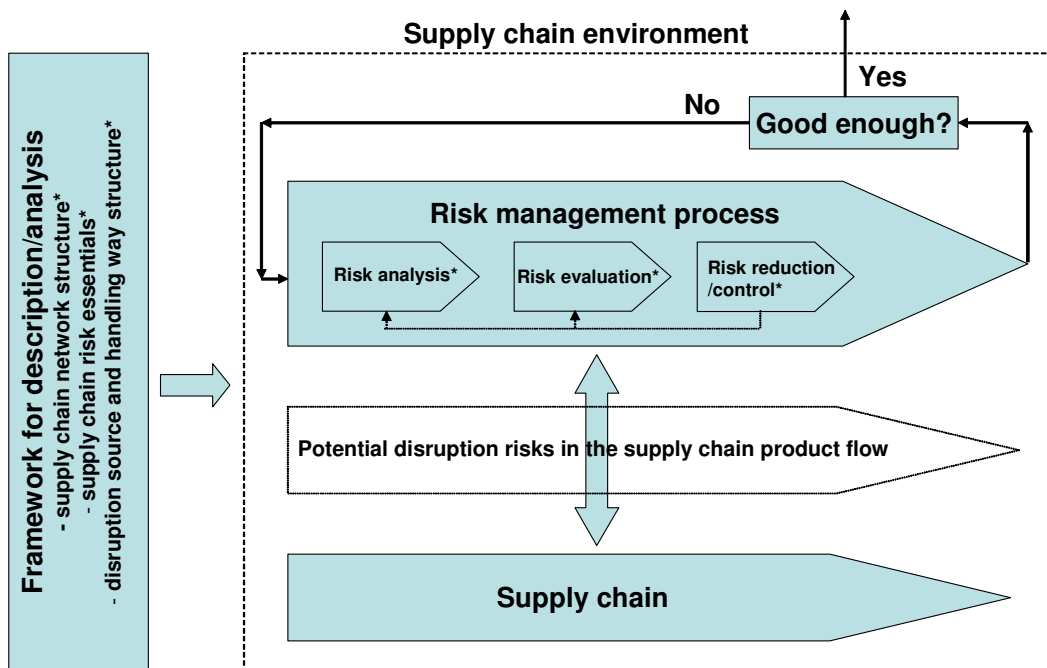 Framework for description/analysis
- supply chain network structure*
- supply chain risk essentials*
- disruption source and handling way structure*
Supply chain environment
Yes
No
Good enough?
Risk management process
Risk analysis*
Risk evaluation*
Risk reduction
/control*
Potential disruption risks in the supply chain product flow
Supply chain